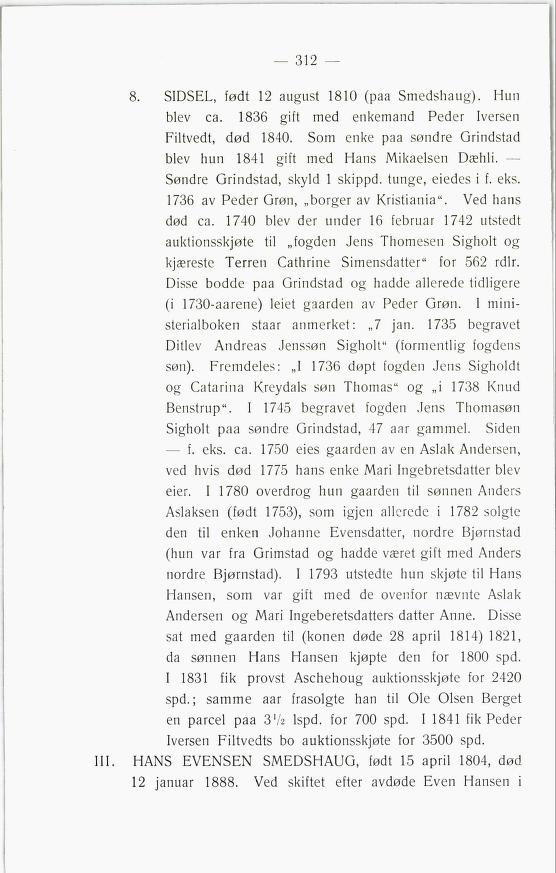 — 312 —
8. SIDSEL, født 12 august 1810 (paa Smedshaug). Hun
blev ca. 1836 gift med enkemand Peder Iversen
Filtvedt, død 1840. Som enke paa søndre Grindstad
blev hun 1841 gift med Hans Mikaelsen Dæhli. —
Søndre Grindstad, skyld 1 skippd. tunge, eiedes i f. eks.
1736 av Peder Grøn, „borger av Kristiania“. Ved hans
død ca. 1740 blev der under 16 februar 1742 utstedt
auktionsskjøte til „fogden Jens Thomesen Sigholt og
kjæreste Terren Cathrine Simensdatter“ for 562 rdlr.
Disse bodde paa Grindstad og hadde allerede tidligere
(i 1730-aarene) leiet gaarden av Peder Grøn. I mini-
sterialboken staar anmerket: „7 jan. 1735 begravet
Ditlev Andreas Jenssøn Sigholt“ (formentlig fogdens
søn). Fremdeles: „I 1736 døpt fogden Jens Sigholdt
og Catarina Kreydals søn Thomas“ og „i 1738 Knud
Benstrup“. I 1745 begravet fogden Jens Thomasøn
Sigholt paa søndre Grindstad, 47 aar gammel. Siden
— f. eks. ca. 1750 eies gaarden av en Aslak Andersen,
ved hvis død 1775 hans enke Mari Ingebretsdatter blev
eier. I 1780 overdrog hun gaarden til sønnen Anders
Aslaksen (født 1753), som igjen allerede i 1782 solgte
den til enken Johanne Evensdatter, nordre Bjørnstad
(hun var fra Grimstad og hadde været gift med Anders
nordre Bjørnstad). I 1793 utstedte hun skjøte til Hans
Hansen, som var gift med de ovenfor nævnte Aslak
Andersen og Mari Ingeberetsdatters datter Anne. Disse
sat med gaarden til (konen døde 28 april 1814) 1821,
da sønnen Hans Hansen kjøpte den for 1800 spd.
I 1831 fik provst Aschehoug auktionsskjøte for 2420
spd.; samme aar frasolgte han til Ole Olsen Berget
en parcel paa 3¹/₂ lspd. for 700 spd. I 1841 fik Peder
Iversen Filtvedts bo auktionsskjøte for 3500 spd.
III. HANS EVENSEN SMEDSHAUG, født 15 april 1804, død
12 januar 1888. Ved skiftet efter avdøde Even Hansen i